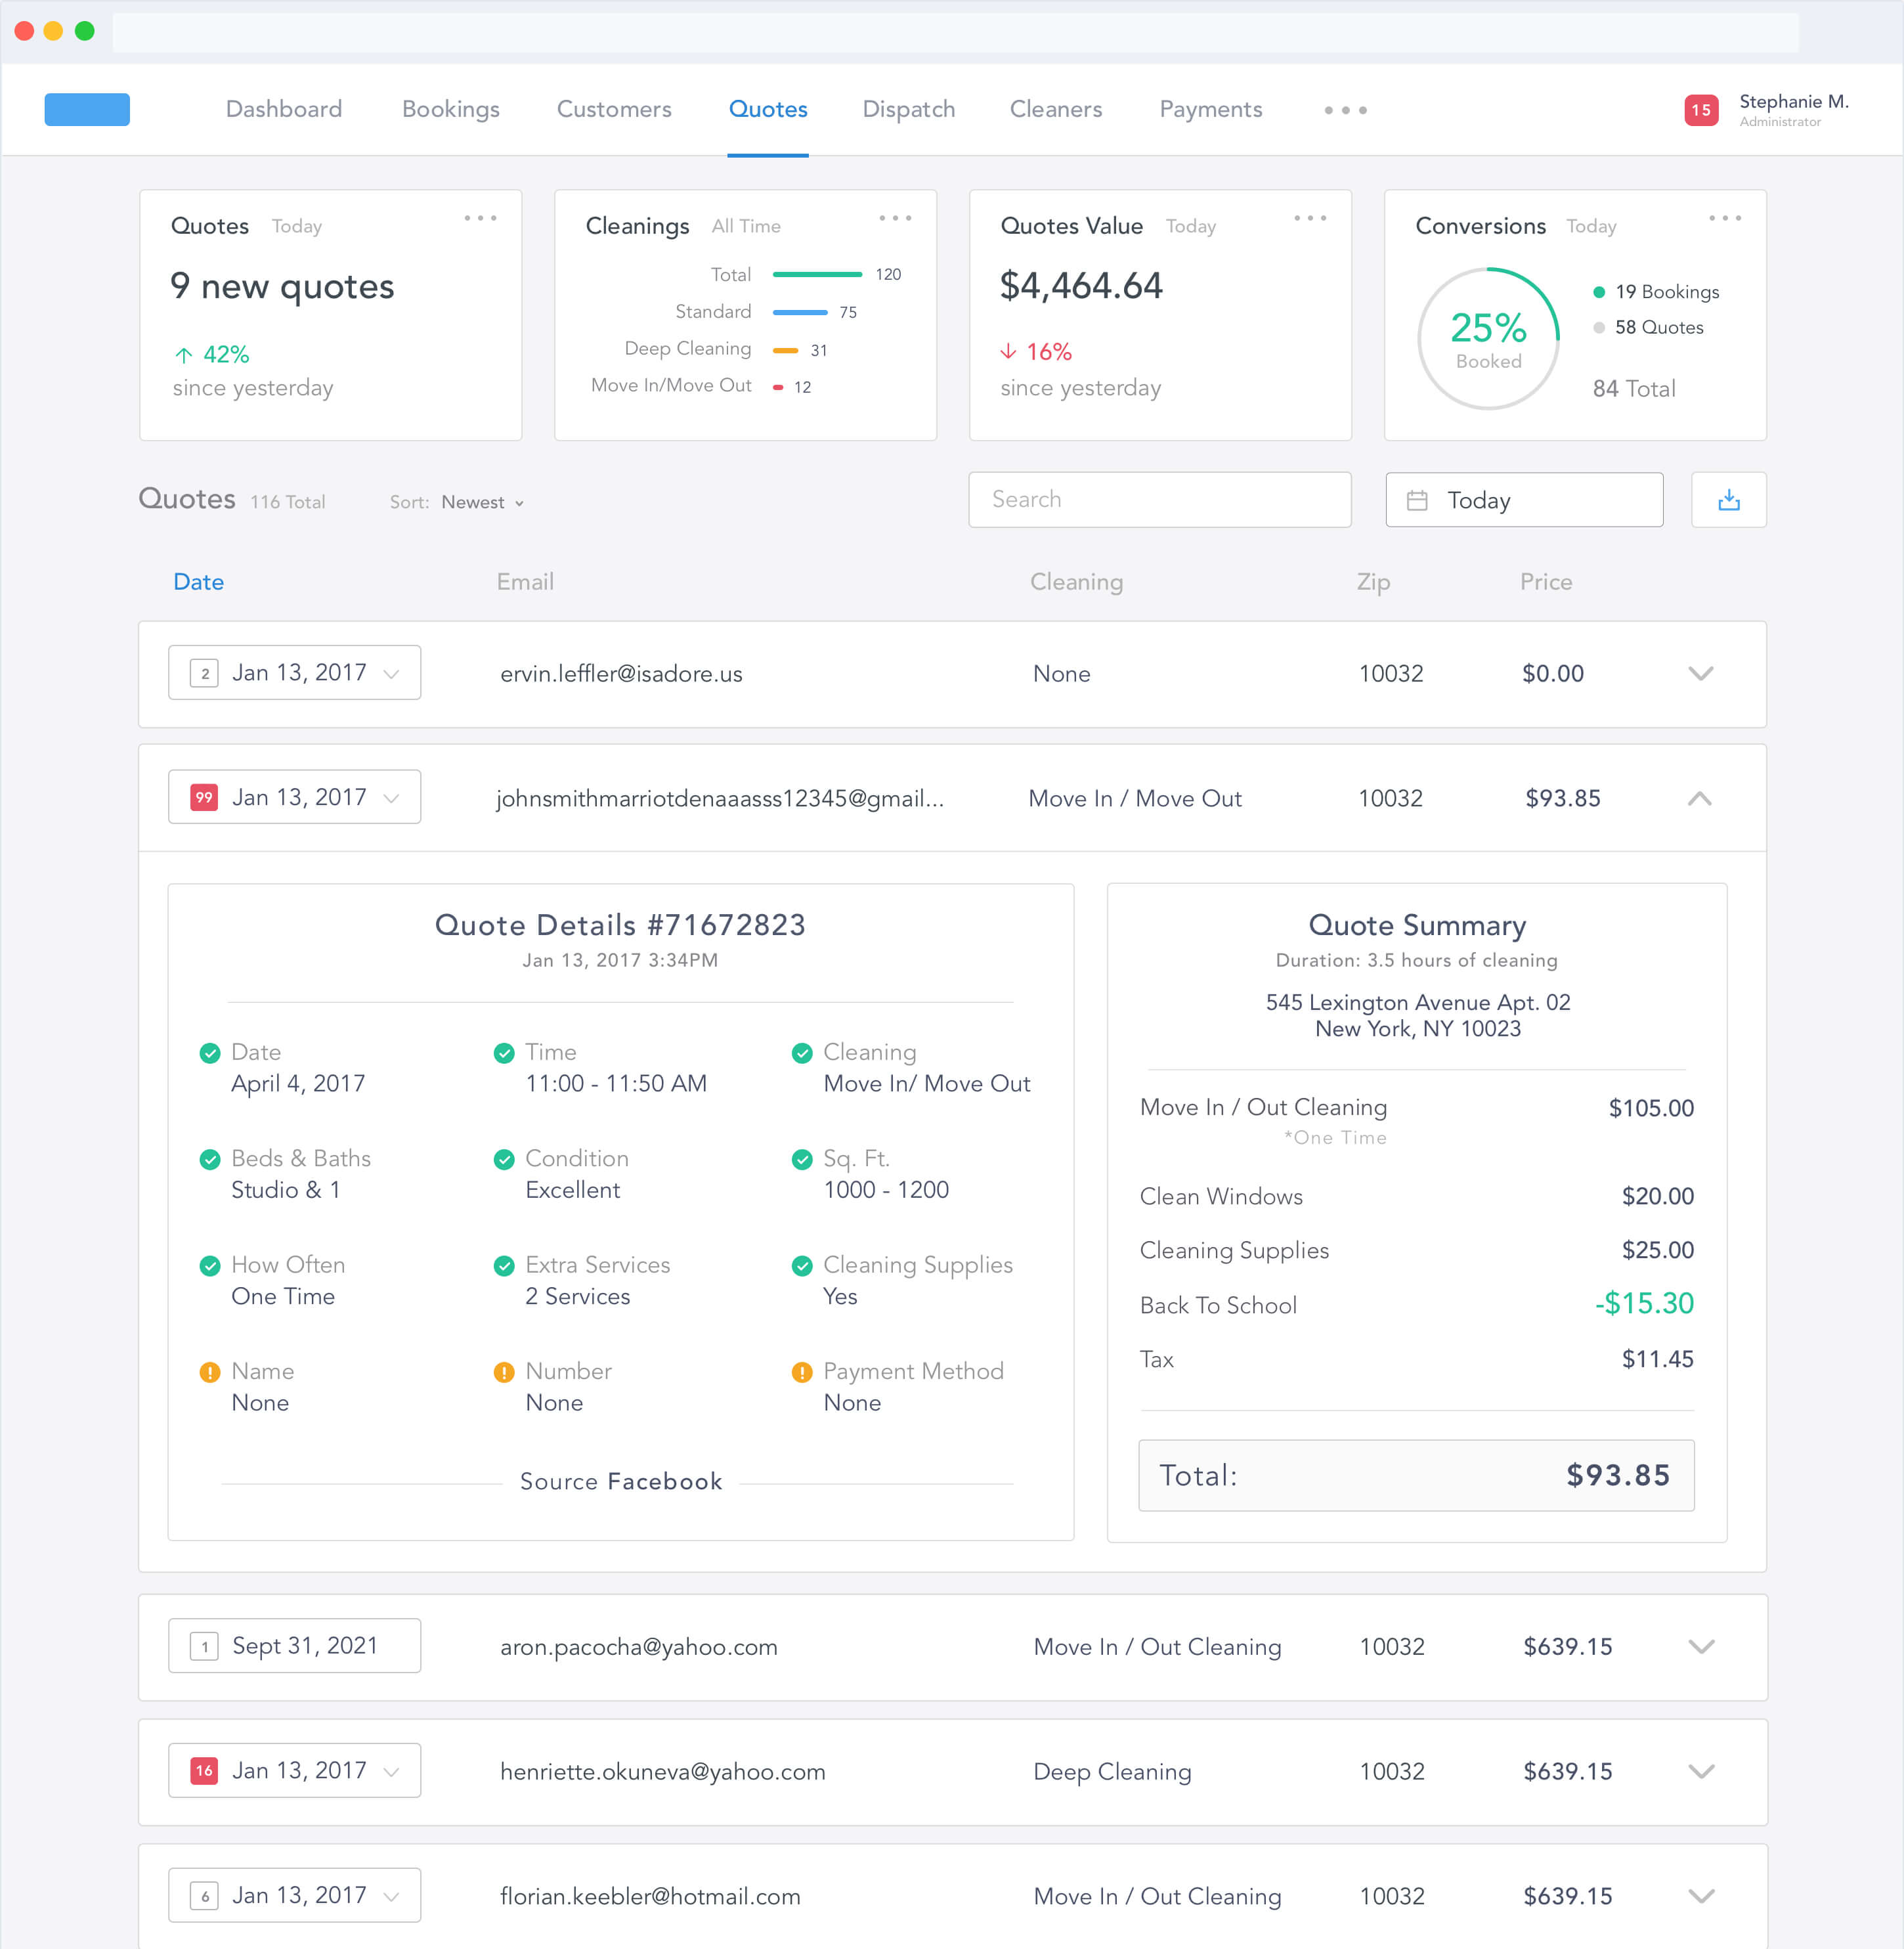 Dashboard Bookings Customers Quotes Dispatch Cleaners Payments 15 Stephanie M.
Administrator
Quotes Today
9 new quotes
42%
since yesterday
Cleanings All Time
Total 120
Standard 75
Deep Cleaning 31
Move In/Move Out 12
Quotes Value Today
$4,464.64
16%
since yesterday
Conversions Today
25%
Booked
19 Bookings
58 Quotes
84 Total
Quotes 116 Total Sort: Newest Search Today
Date Email Cleaning Zip Price
2 Jan 13, 2017 ervin.leffler@isadore.us None 10032 $0.00
99 Jan 13, 2017 johnsmithmarriotdenaaasss12345@gmail... Move In / Move Out 10032 $93.85
Quote Details #71672823
Jan 13, 2017 3:34PM
Date Time Cleaning
April 4, 2017 11:00 - 11:50 AM Move In/ Move Out
Beds & Baths Condition Sq. Ft.
Studio & 1 Excellent 1000 - 1200
How Often Extra Services Cleaning Supplies
One Time 2 Services Yes
Name Number Payment Method
None None None
Source Facebook
Quote Summary
Duration: 3.5 hours of cleaning
545 Lexington Avenue Apt. 02
New York, NY 10023
Move In / Out Cleaning $105.00
*One Time
Clean Windows $20.00
Cleaning Supplies $25.00
Back To School -$15.30
Tax $11.45
Total: $93.85
1 Sept 31, 2021 aron.pacocha@yahoo.com Move In / Out Cleaning 10032 $639.15
16 Jan 13, 2017 henriette.okuneva@yahoo.com Deep Cleaning 10032 $639.15
6 Jan 13, 2017 florian.keebler@hotmail.com Move In / Out Cleaning 10032 $639.15